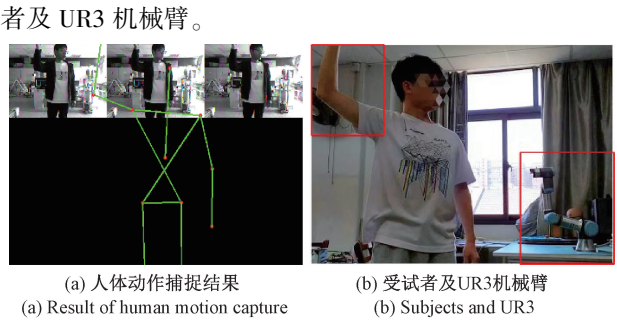 者及 UR3 机械臂。
(a) 人体动作捕捉结果
(a) Result of human motion capture
(b) 受试者及UR3机械臂
(b) Subjects and UR3